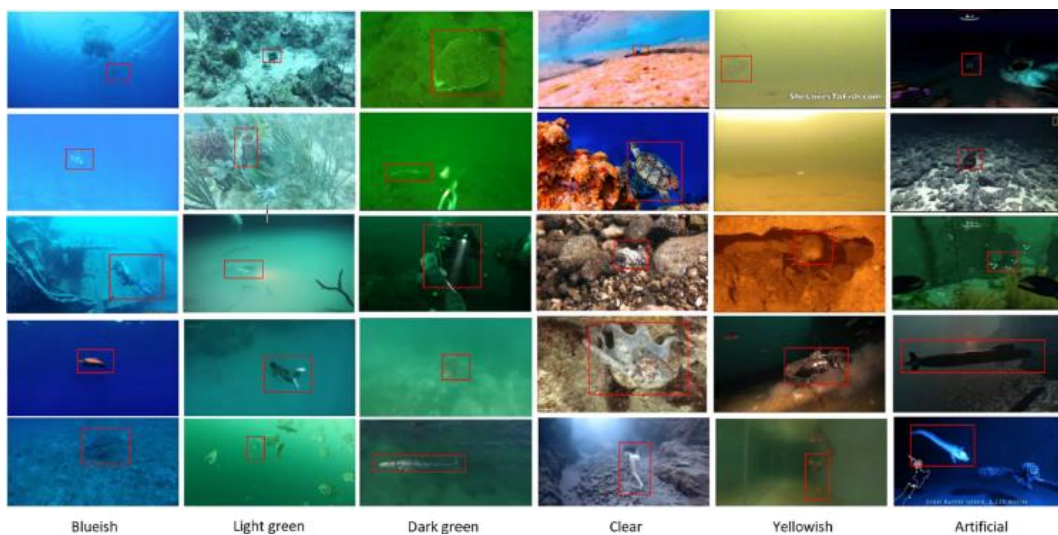 SheLovesToFish.com
Blueish
Light green
Dark green
Clear
Yellowish
Artificial